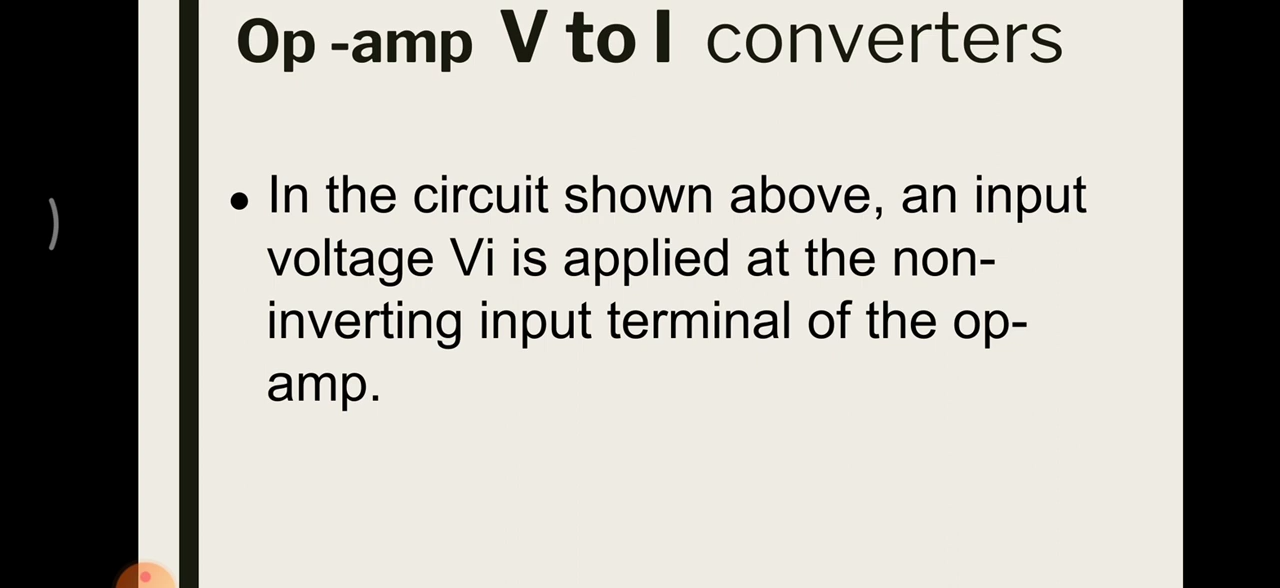 Op -amp V to I converters
• In the circuit shown above, an input
voltage Vi is applied at the non-
inverting input terminal of the op-
amp.